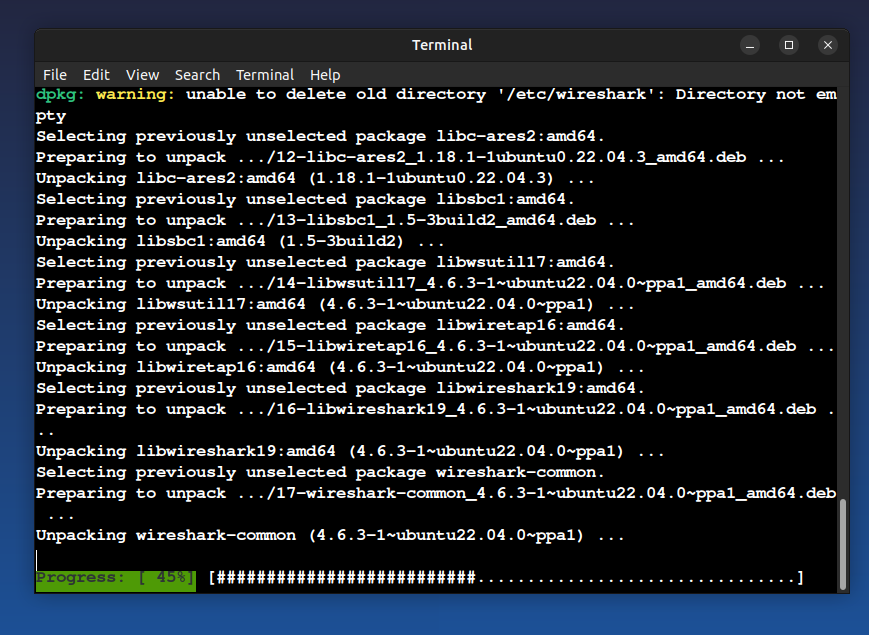 Terminal
File Edit View Search Terminal Help
dpkg: warning: unable to delete old directory '/etc/wireshark': Directory not em
pty
Selecting previously unselected package libc-ares2:amd64.
Preparing to unpack .../12-libc-ares2_1.18.1-1ubuntu0.22.04.3_amd64.deb ...
Unpacking libc-ares2:amd64 (1.18.1-1ubuntu0.22.04.3) ...
Selecting previously unselected package libsbc1:amd64.
Preparing to unpack .../13-libsbc1_1.5-3build2_amd64.deb ...
Unpacking libsbc1:amd64 (1.5-3build2) ...
Selecting previously unselected package libwsutil17:amd64.
Preparing to unpack .../14-libwsutil17_4.6.3-1~ubuntu22.04.0~ppa1_amd64.deb ...
Unpacking libwsutil17:amd64 (4.6.3-1~ubuntu22.04.0~ppa1) ...
Selecting previously unselected package libwiretap16:amd64.
Preparing to unpack .../15-libwiretap16_4.6.3-1~ubuntu22.04.0~ppa1_amd64.deb ...
Unpacking libwiretap16:amd64 (4.6.3-1~ubuntu22.04.0~ppa1) ...
Selecting previously unselected package libwireshark19:amd64.
Preparing to unpack .../16-libwireshark19_4.6.3-1~ubuntu22.04.0~ppa1_amd64.deb .
..
Unpacking libwireshark19:amd64 (4.6.3-1~ubuntu22.04.0~ppa1) ...
Selecting previously unselected package wireshark-common.
Preparing to unpack .../17-wireshark-common_4.6.3-1~ubuntu22.04.0~ppa1_amd64.deb
 ...
Unpacking wireshark-common (4.6.3-1~ubuntu22.04.0~ppa1) ...
Progress: [ 45%] [##########################................................]